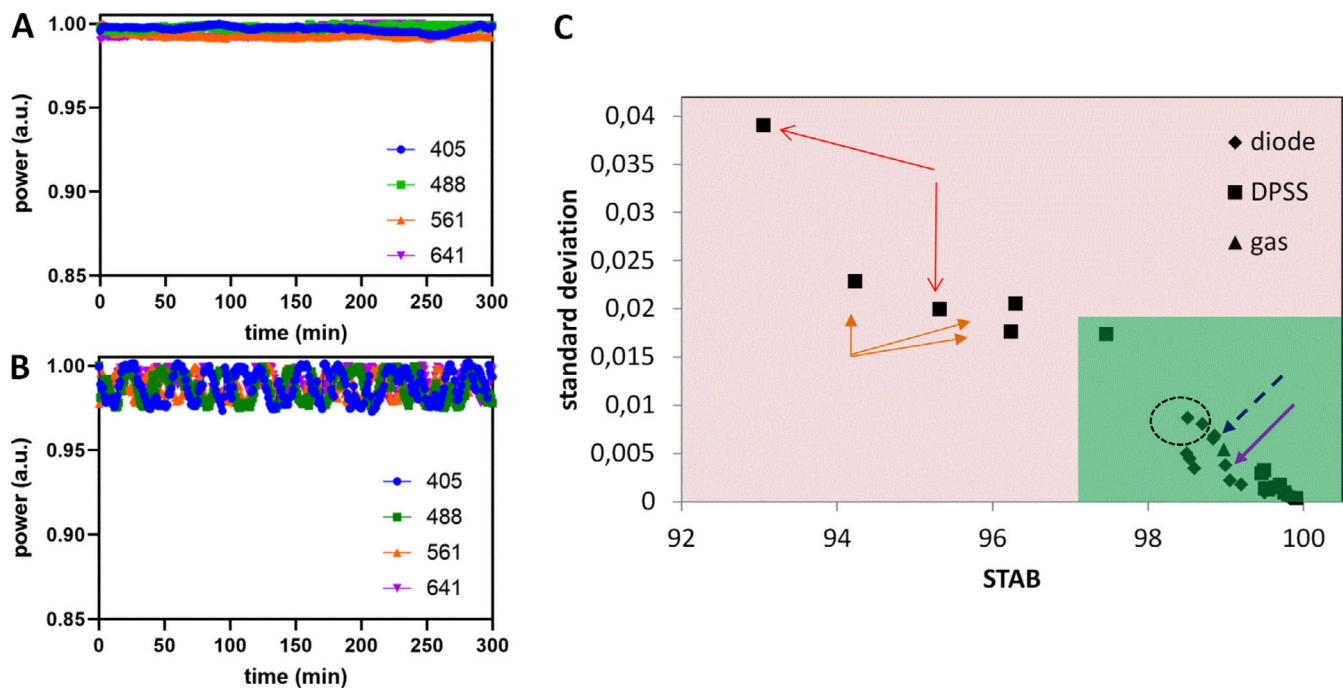 A
1.00
0.95
0.90
0.85
power (a.u.)
405
488
561
641
0 50 100 150 200 250 300
time (min)
B
1.00
0.95
0.90
0.85
power (a.u.)
405
488
561
641
0 50 100 150 200 250 300
time (min)
C
0,04
0,035
0,03
0,025
0,02
0,015
0,01
0,005
0
standard deviation
diode
DPSS
gas
92 94 96 98 100
STAB